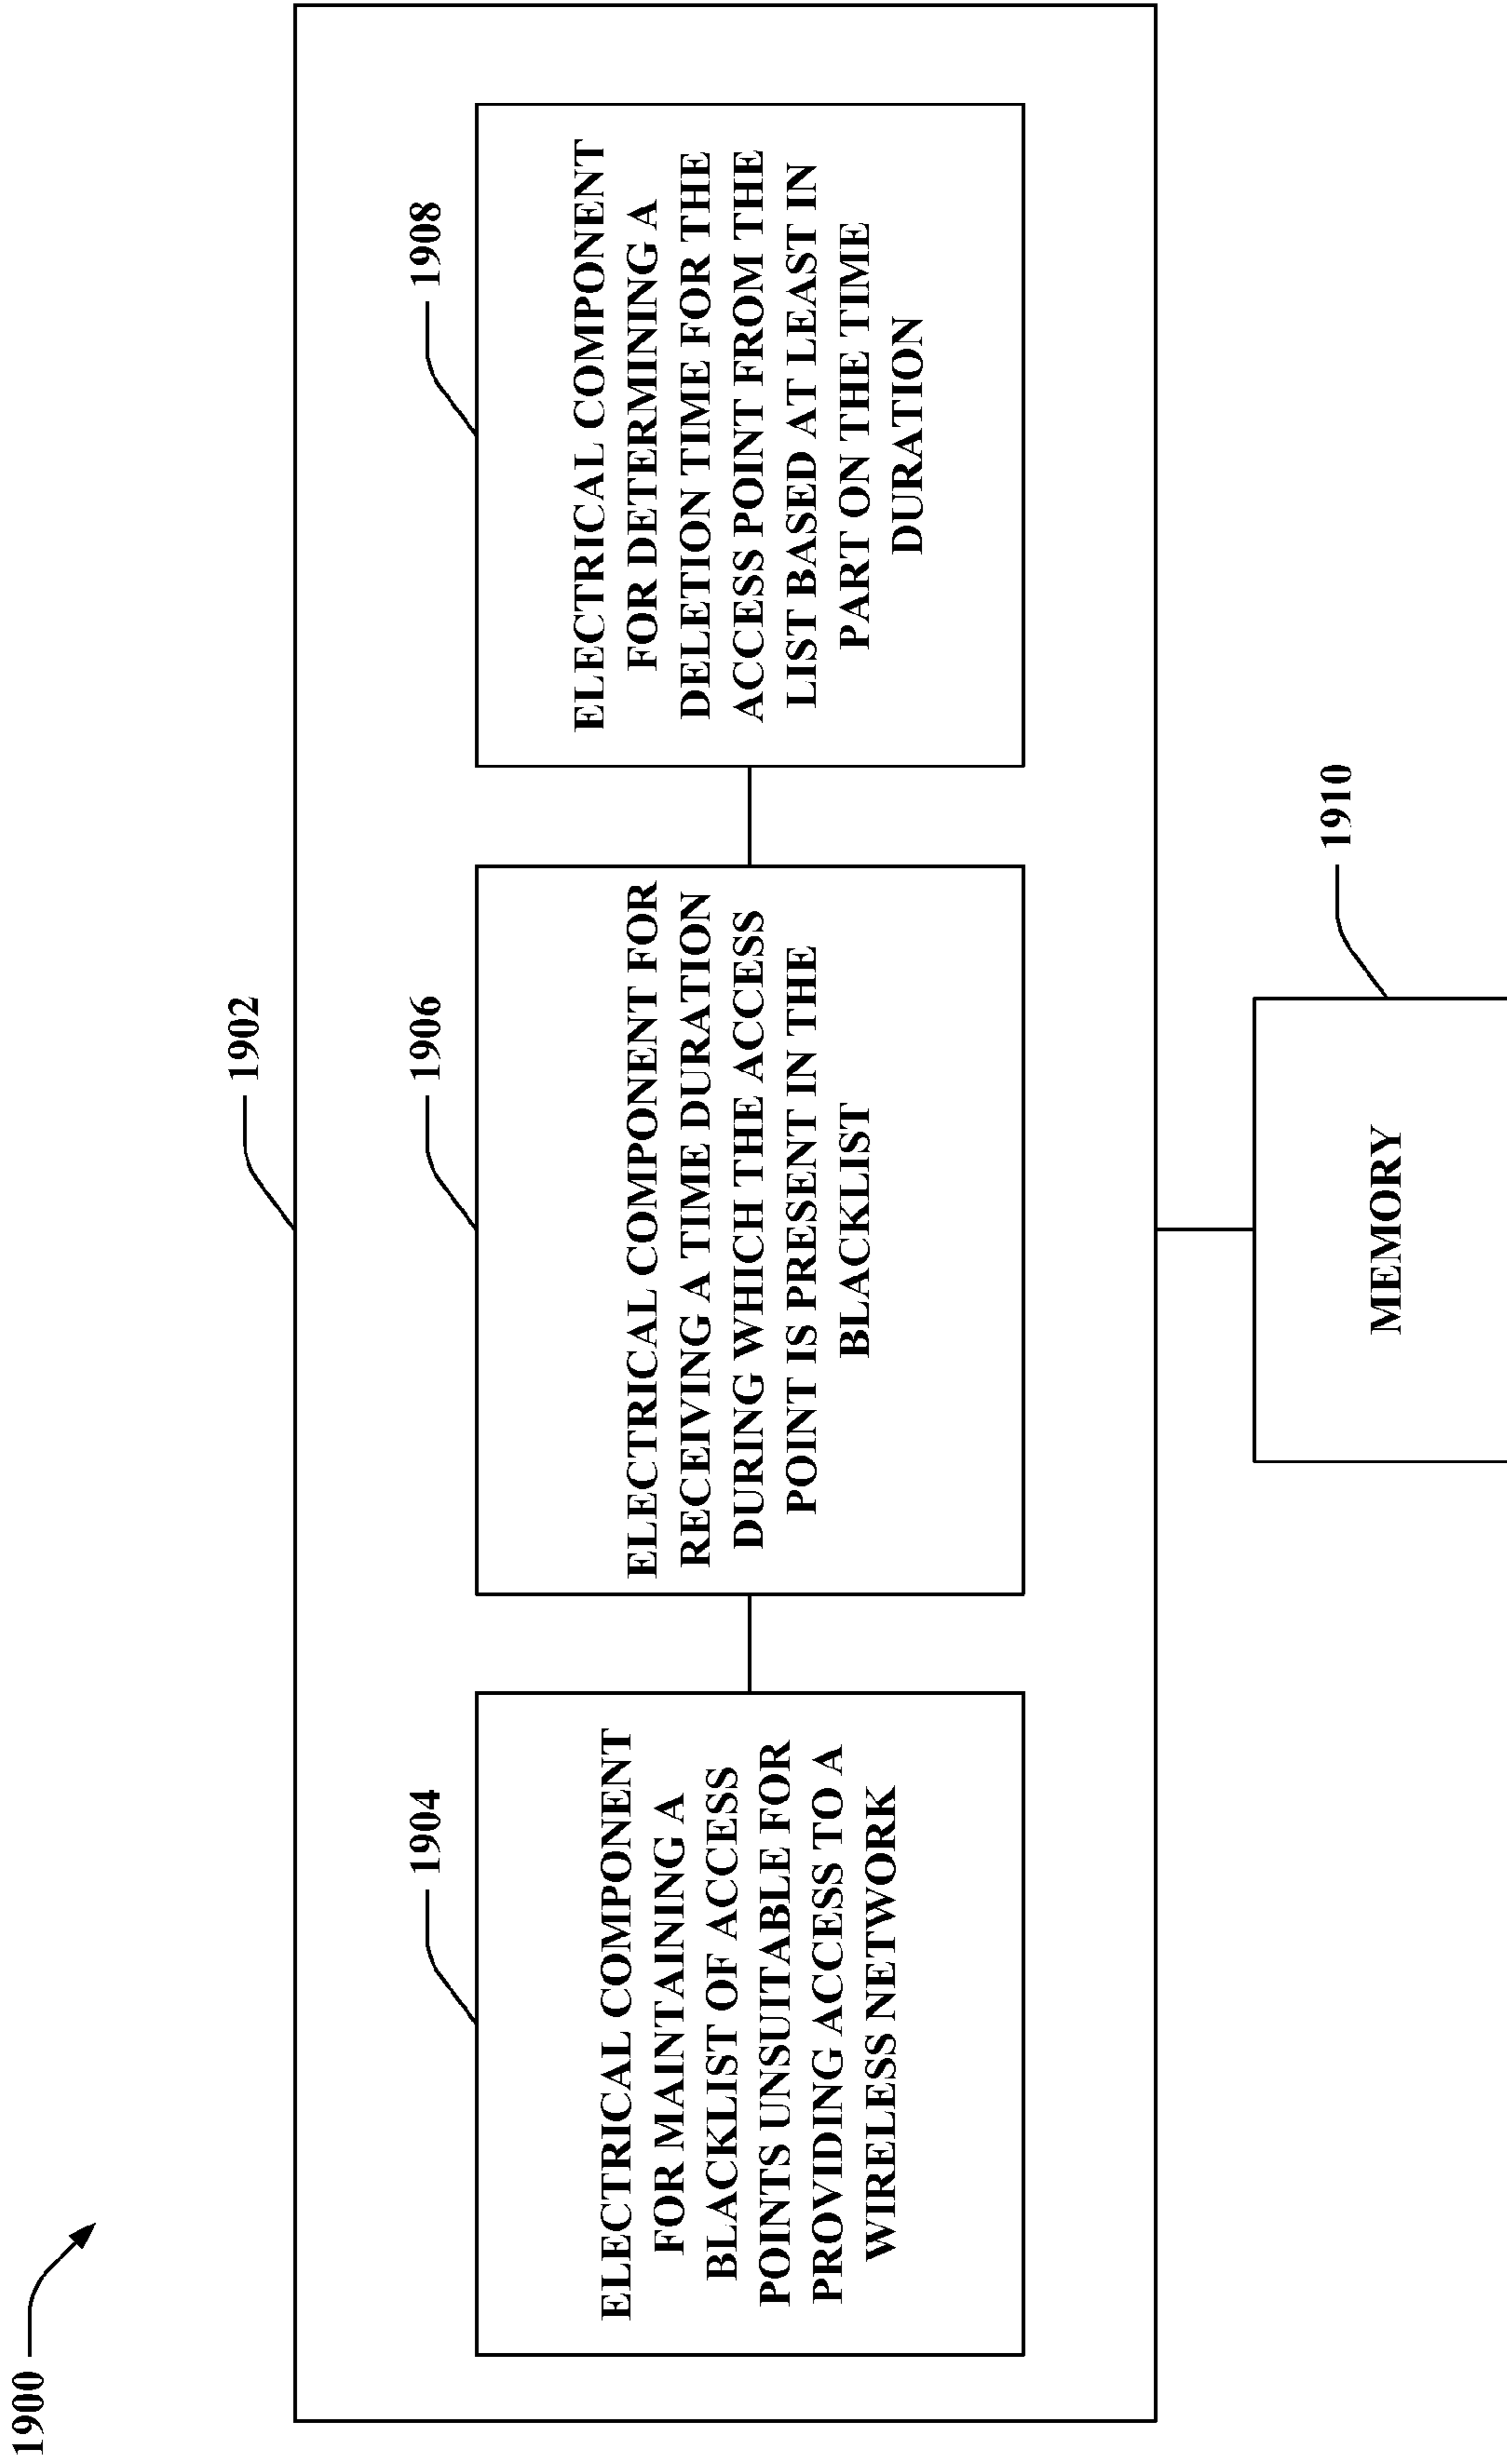 1900
1902
1904
ELECTRICAL COMPONENT
FOR MAINTAINING A
BLACKLIST OF ACCESS
POINTS UNSUITABLE FOR
PROVIDING ACCESS TO A
WIRELESS NETWORK
1906
ELECTRICAL COMPONENT FOR
RECEIVING A TIME DURATION
DURING WHICH THE ACCESS
POINT IS PRESENT IN THE
BLACKLIST
1908
ELECTRICAL COMPONENT
FOR DETERMINING A
DELETION TIME FOR THE
ACCESS POINT FROM THE
LIST BASED AT LEAST IN
PART ON THE TIME
DURATION
1910
MEMORY